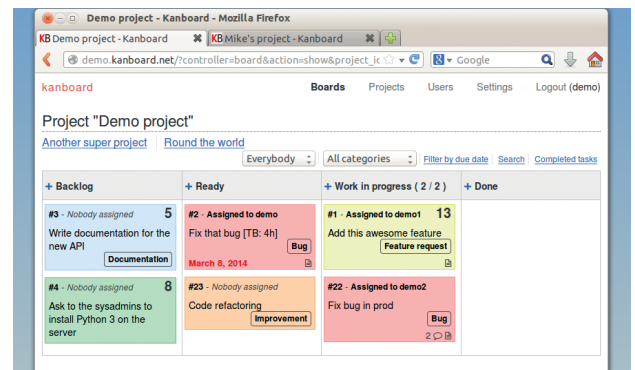 Demo project - Kanboard - Mozilla Firefox
KB Demo project - Kanboard
KB Mike's project - Kanboard
demo.kanboard.net/?controller=board&action=show&project_ic
Google
kanboard
Boards Projects Users Settings Logout (demo)
Project "Demo project"
Another super project Round the world
Everybody All categories Filter by due date Search Completed tasks
+ Backlog + Ready + Work in progress ( 2 / 2 ) + Done
#3 - Nobody assigned 5
Write documentation for the
new API
Documentation
#4 - Nobody assigned 8
Ask to the sysadmins to
install Python 3 on the
server
#2 - Assigned to demo
Fix that bug [TB: 4h]
Bug
March 8, 2014
#23 - Nobody assigned
Code refactoring
Improvement
#1 - Assigned to demo1 13
Add this awesome feature
Feature request
#22 - Assigned to demo2
Fix bug in prod
Bug
2